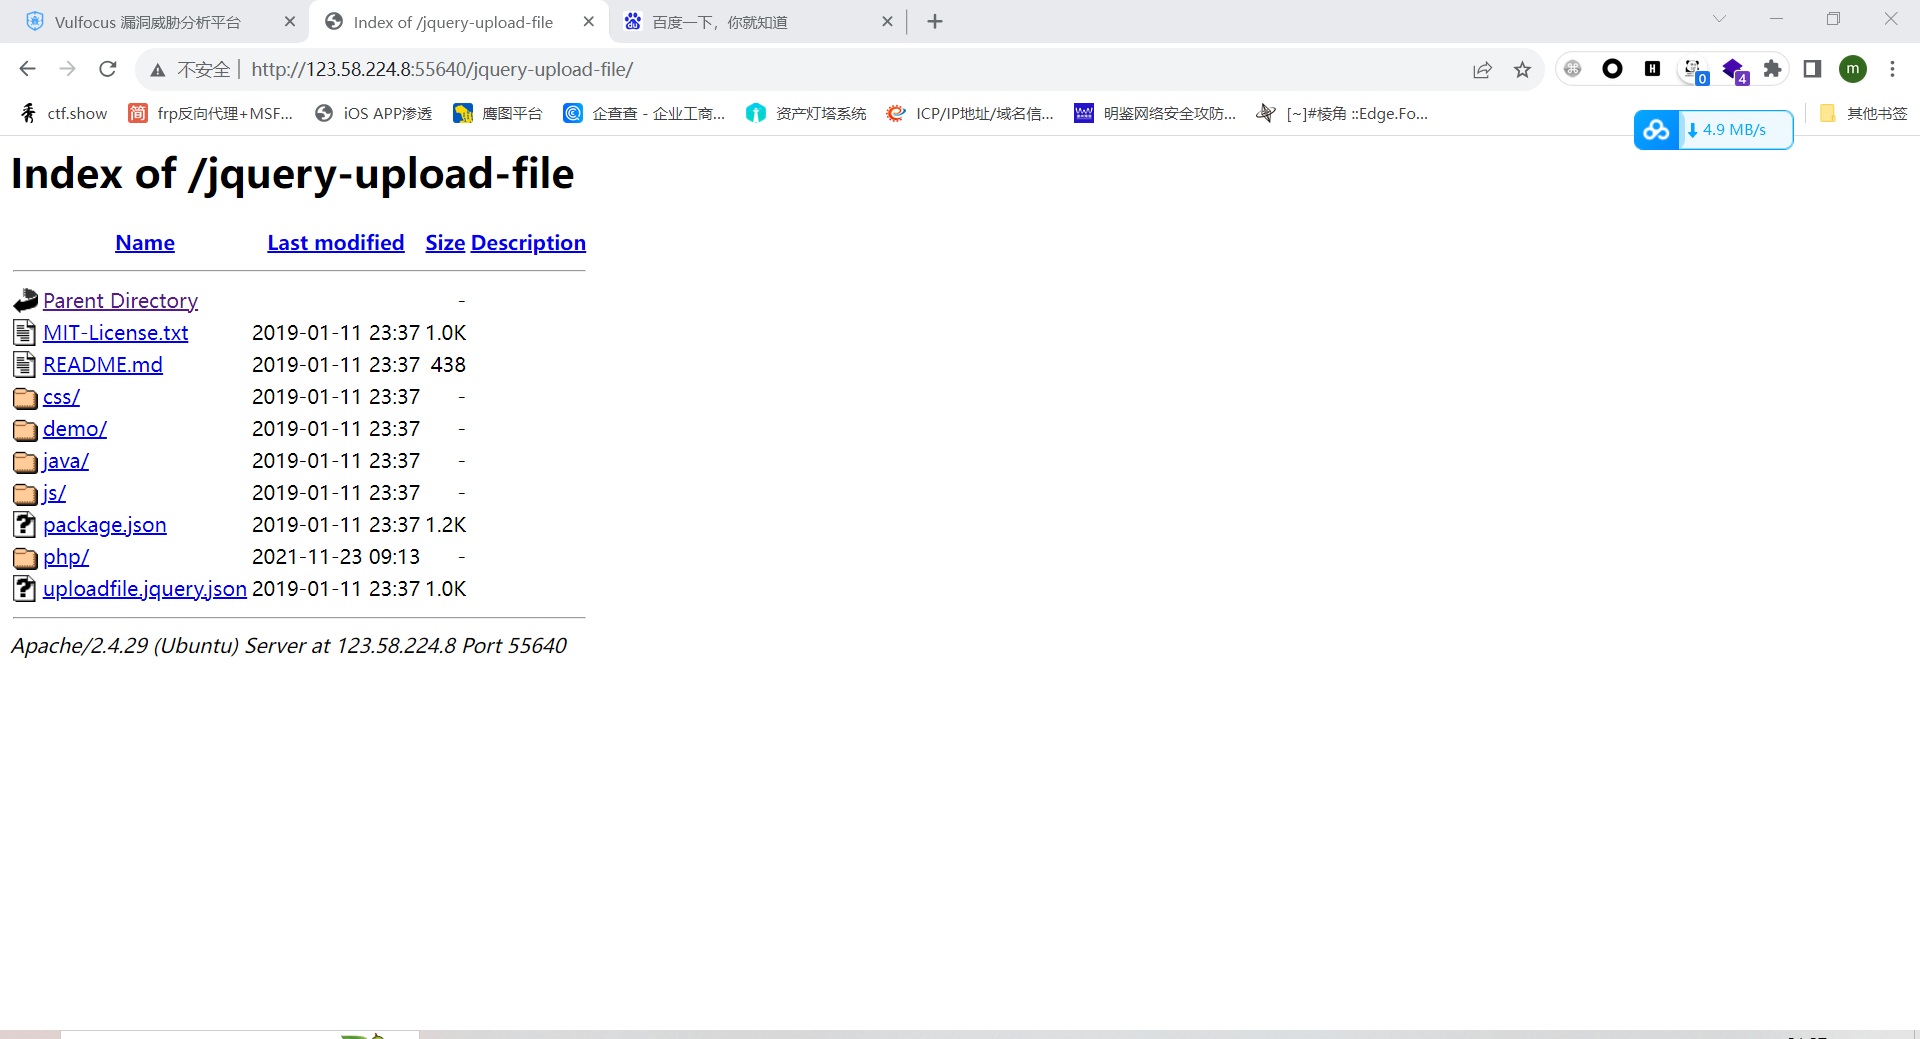 Vulfocus 漏洞威胁分析平台
Index of /jquery-upload-file
百度一下，你就知道
不安全 | http://123.58.224.8:55640/jquery-upload-file/
0
4
m
ctf.show
简 frp反向代理+MSF...
iOS APP渗透
鹰图平台
企查查 - 企业工商...
资产灯塔系统
ICP/IP地址/域名信...
明鉴网络安全攻防...
[~]#棱角 ::Edge.Fo...
其他书签
4.9 MB/s
Index of /jquery-upload-file
Name Last modified Size Description
Parent Directory -
MIT-License.txt 2019-01-11 23:37 1.0K
README.md 2019-01-11 23:37 438
css/ 2019-01-11 23:37 -
demo/ 2019-01-11 23:37 -
java/ 2019-01-11 23:37 -
js/ 2019-01-11 23:37 -
package.json 2019-01-11 23:37 1.2K
php/ 2021-11-23 09:13 -
uploadfile.jquery.json 2019-01-11 23:37 1.0K
Apache/2.4.29 (Ubuntu) Server at 123.58.224.8 Port 55640